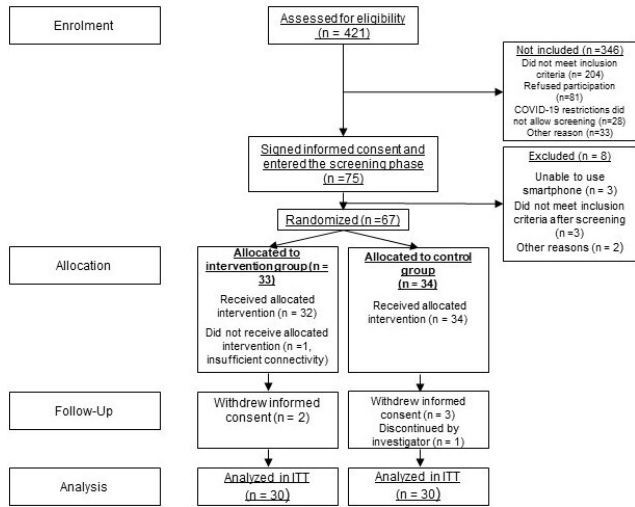 Enrolment
Assessed for eligibility
(n = 421)
Not included (n =346)
Did not meet inclusion
criteria (n= 204)
Refused participation
(n=81)
COVID-19 restrictions did
not allow screening (n=28)
Other reason (n=33)
Signed informed consent and
entered the screening phase
(n =75)
Excluded (n = 8)
Unable to use
smartphone (n = 3)
Did not meet inclusion
criteria after screening
(n =3)
Other reasons (n = 2)
Randomized (n =67)
Allocation
Allocated to
intervention group (n =
33)
Received allocated
intervention (n = 32)
Did not receive allocated
intervention (n =1,
insufficient connectivity)
Allocated to control
group
(n = 34)
Received allocated
intervention (n = 34)
Follow-Up
Withdrew informed
consent (n = 2)
Withdrew informed
consent (n = 3)
Discontinued by
investigator (n = 1)
Analysis
Analyzed in ITT
(n = 30)
Analyzed in ITT
(n = 30)